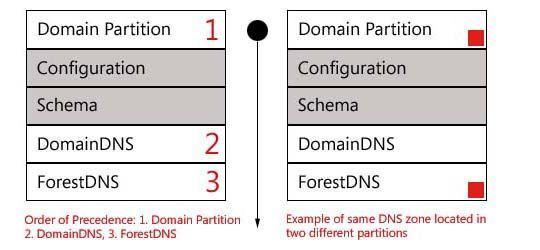 Domain Partition 1
Configuration
Schema
DomainDNS 2
ForestDNS 3
Order of Precedence: 1. Domain Partition
2. DomainDNS, 3. ForestDNS
Domain Partition
Configuration
Schema
DomainDNS
ForestDNS
Example of same DNS zone located in
two different partitions